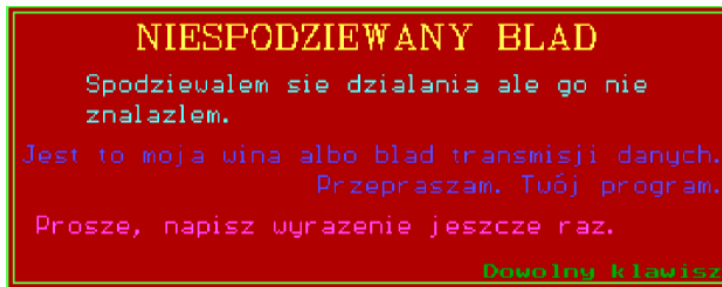 NIESPODZIEWANY BLAD
Spodziewalem sie dzialania ale go nie
znalazlem.
Jest to moja wina albo blad transmisji danych.
Przepraszam. Twój program.
Prosze, napisz wyrazenie jeszcze raz.
Dowolny klawisz